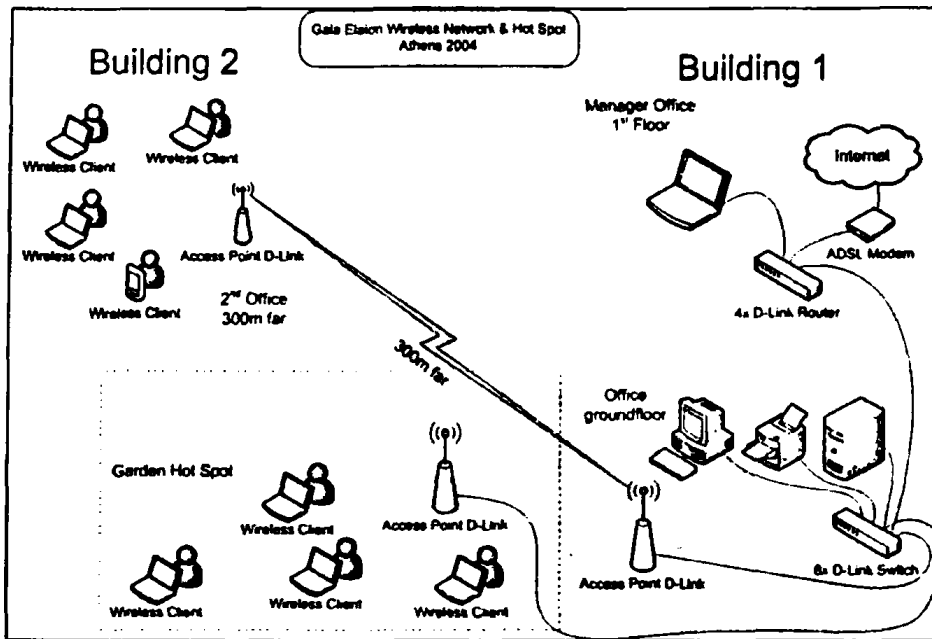 Gaia Elaion Wireless Network & Hot Spot
Athens 2004
Building 2
Building 1
Manager Office
1st Floor
Internet
ADSL Modem
4x D-Link Router
Wireless Client
Wireless Client
Wireless Client
Wireless Client
Access Point D-Link
2nd Office
300m far
300m far
Office
groundfloor
Garden Hot Spot
Wireless Client
Access Point D-Link
Wireless Client
Wireless Client
Wireless Client
Access Point D-Link
8x D-Link Switch